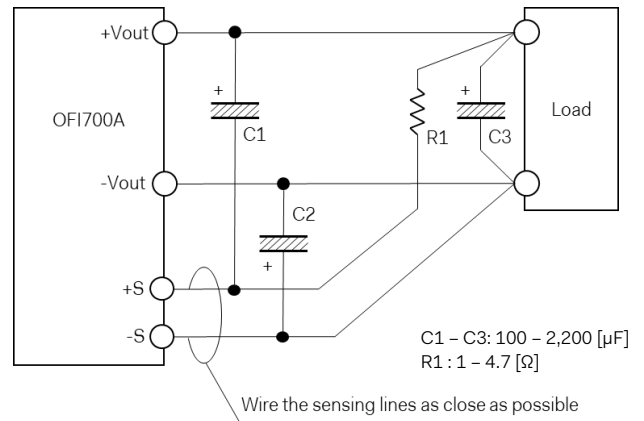 +Vout
+
+
OFI700A
Load
C1
R1
C3
-Vout
C2
+
+S
-S
C1 – C3: 100 – 2,200 [µF]
R1 : 1 – 4.7 [Ω]
Wire the sensing lines as close as possible